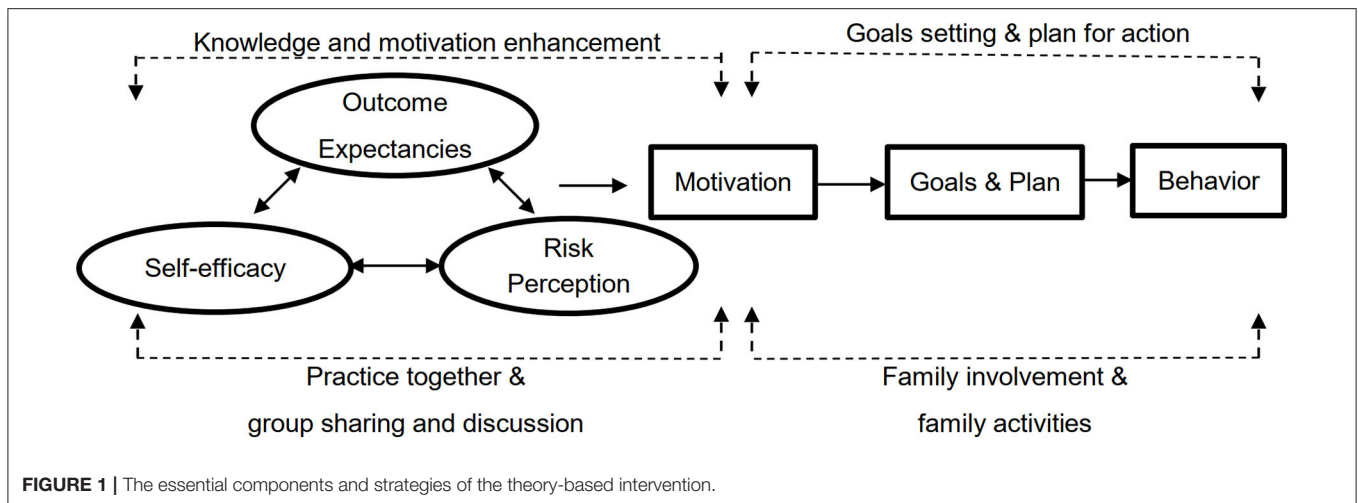 Knowledge and motivation enhancement
Goals setting & plan for action
Outcome
Expectancies
Self-efficacy
Risk
Perception
Motivation
Goals & Plan
Behavior
Practice together &
group sharing and discussion
Family involvement &
family activities
FIGURE 1 | The essential components and strategies of the theory-based intervention.